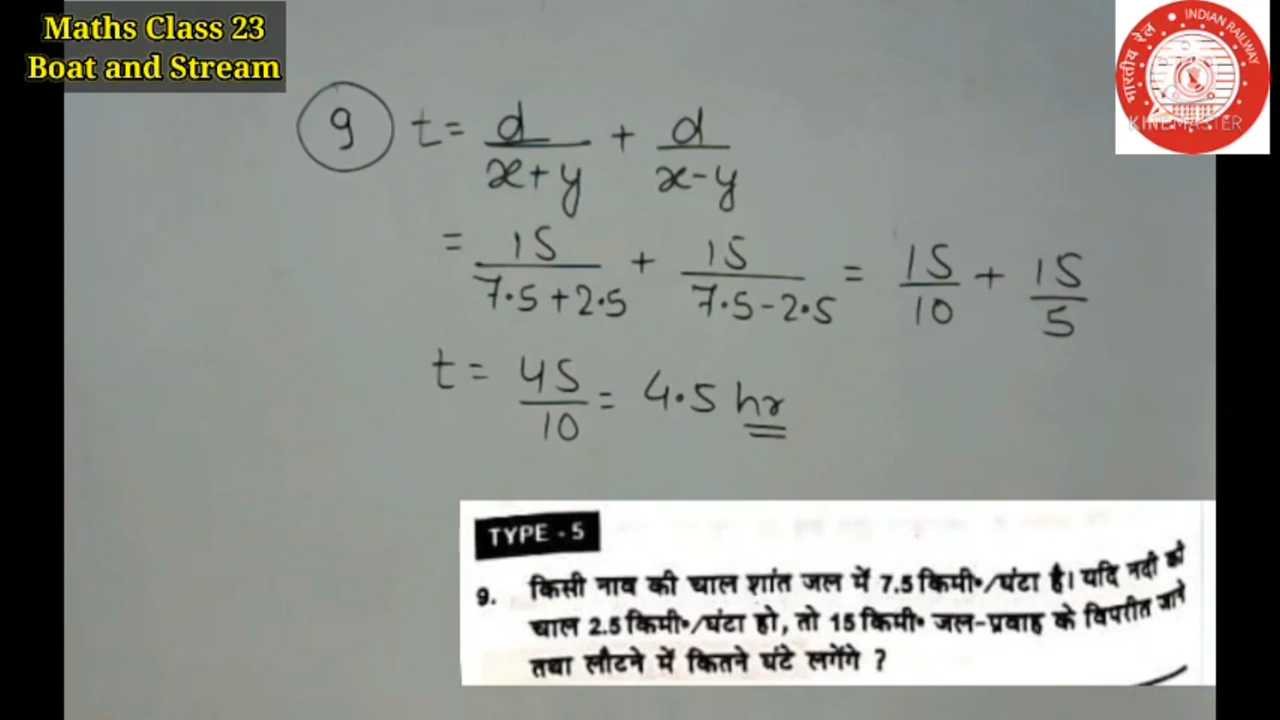 Maths Class 23
Boat and Stream
INDIAN RAILWAY
भारतीय रेल
KINEMASTER
9 t = d/x+y + d/x-y
= 15/7.5+2.5 + 15/7.5-2.5 = 15/10 + 15/5
t = 45/10 = 4.5 hr
TYPE - 5
9. किसी नाव की चाल शांत जल में 7.5 किमी॰/घंटा है। यदि नदी की
चाल 2.5 किमी॰/घंटा हो, तो 15 किमी॰ जल-प्रवाह के विपरीत जाने
तथा लौटने में कितने घंटे लगेंगे ?